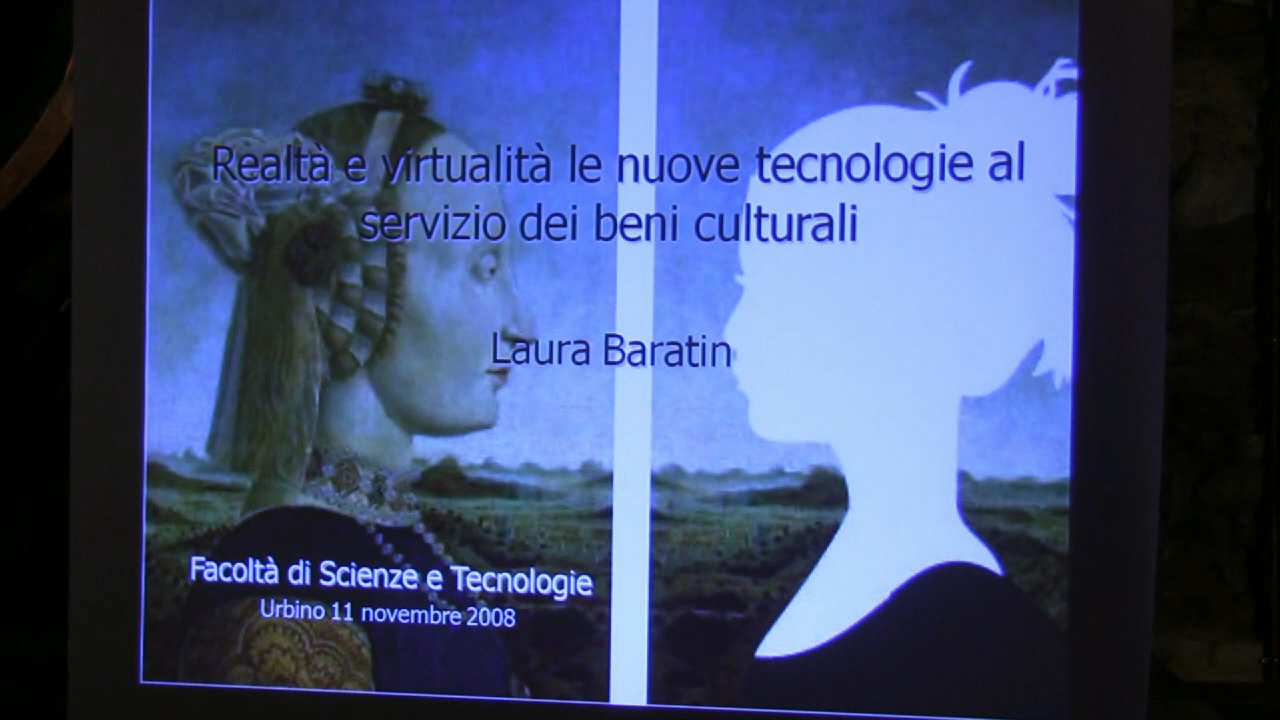 Realtà e virtualità le nuove tecnologie al
servizio dei beni culturali
Laura Baratin
Facoltà di Scienze e Tecnologie
Urbino 11 novembre 2008